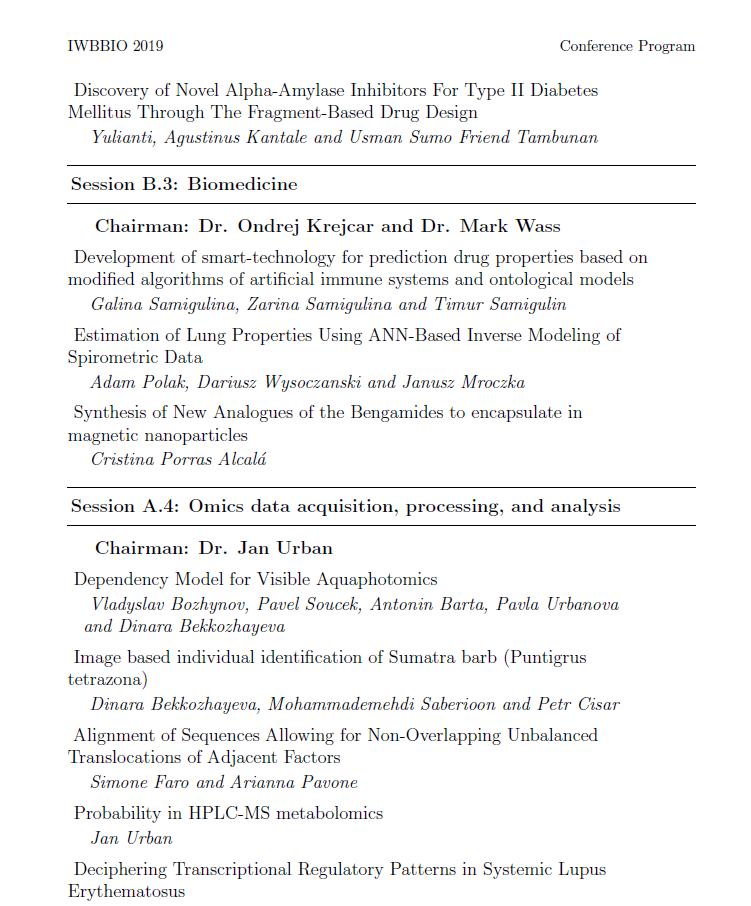 IWBBIO 2019 Conference Program
Discovery of Novel Alpha-Amylase Inhibitors For Type II Diabetes
Mellitus Through The Fragment-Based Drug Design
Yulianti, Agustinus Kantale and Usman Sumo Friend Tambunan
Session B.3: Biomedicine
Chairman: Dr. Ondrej Krejcar and Dr. Mark Wass
Development of smart-technology for prediction drug properties based on
modified algorithms of artificial immune systems and ontological models
Galina Samigulina, Zarina Samigulina and Timur Samigulin
Estimation of Lung Properties Using ANN-Based Inverse Modeling of
Spirometric Data
Adam Polak, Dariusz Wysoczanski and Janusz Mroczka
Synthesis of New Analogues of the Bengamides to encapsulate in
magnetic nanoparticles
Cristina Porras Alcalá
Session A.4: Omics data acquisition, processing, and analysis
Chairman: Dr. Jan Urban
Dependency Model for Visible Aquaphotomics
Vladyslav Bozhynov, Pavel Soucek, Antonin Barta, Pavla Urbanova
and Dinara Bekkozhayeva
Image based individual identification of Sumatra barb (Puntigrus
tetrazona)
Dinara Bekkozhayeva, Mohammademehdi Saberioon and Petr Cisar
Alignment of Sequences Allowing for Non-Overlapping Unbalanced
Translocations of Adjacent Factors
Simone Faro and Arianna Pavone
Probability in HPLC-MS metabolomics
Jan Urban
Deciphering Transcriptional Regulatory Patterns in Systemic Lupus
Erythematosus